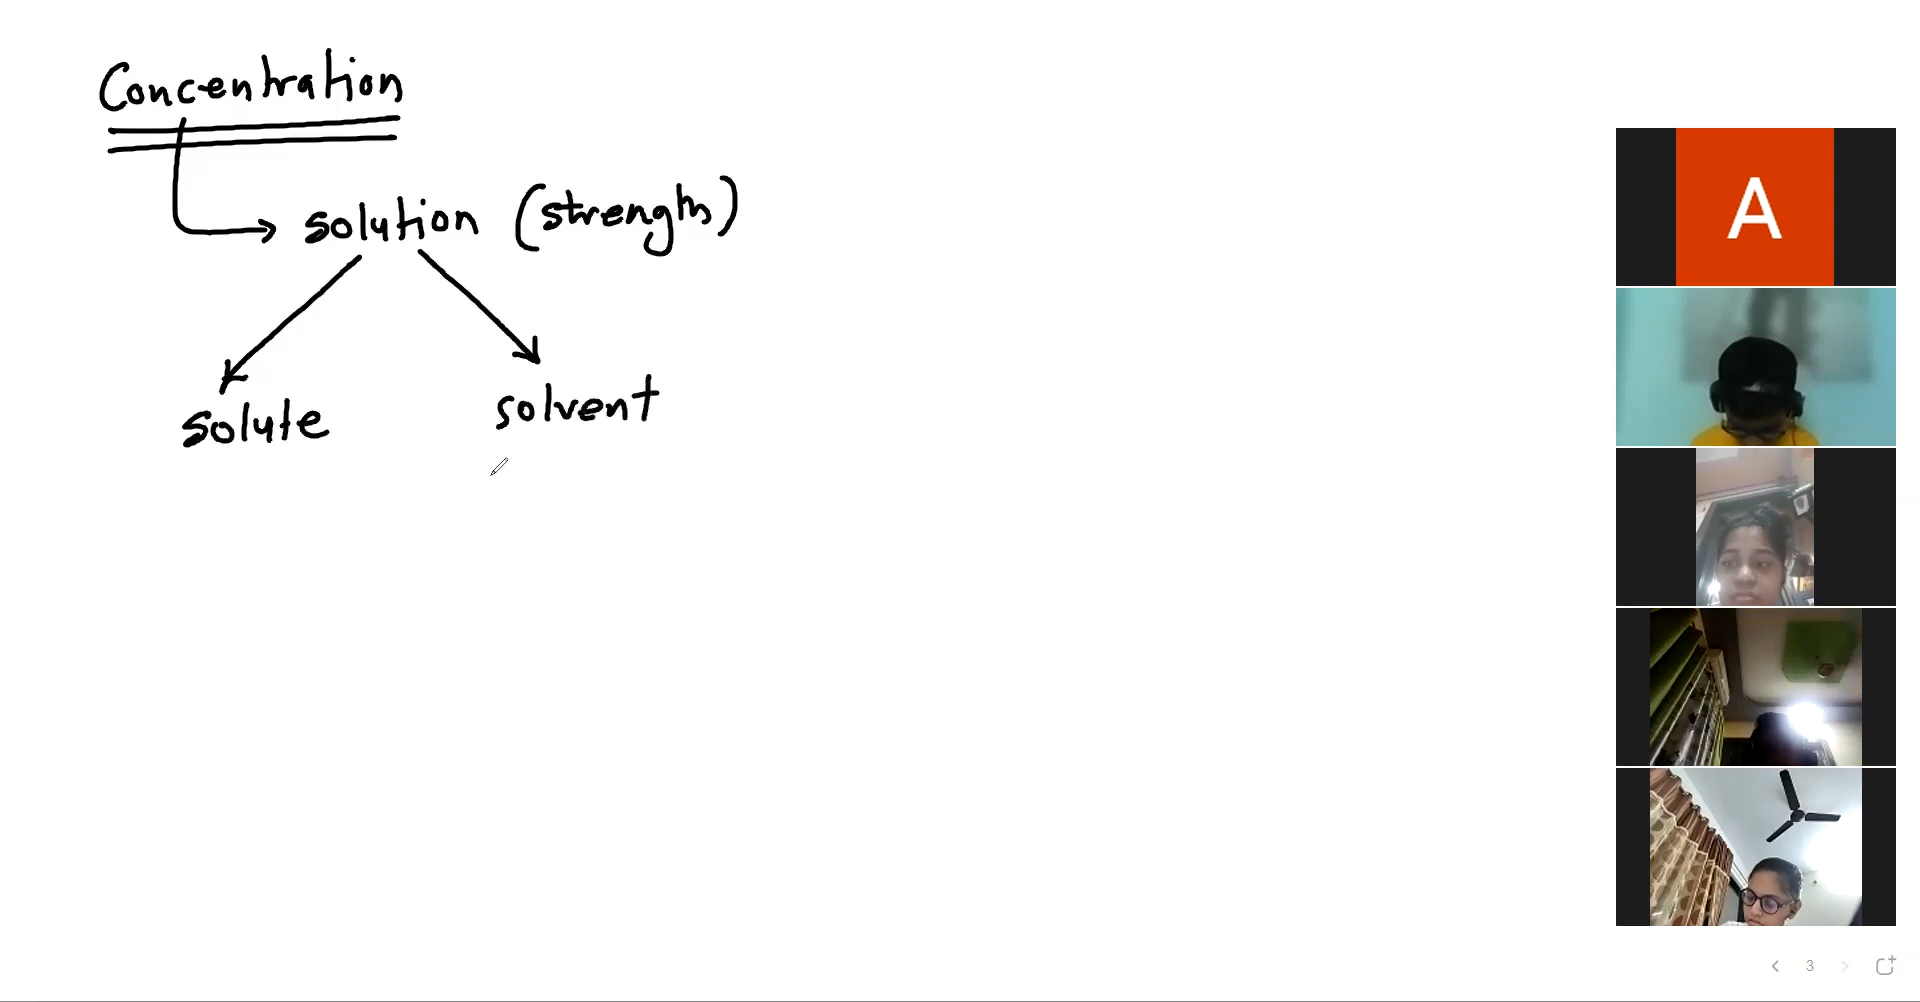 Concentration
solution (strength)
solute
solvent
A
3